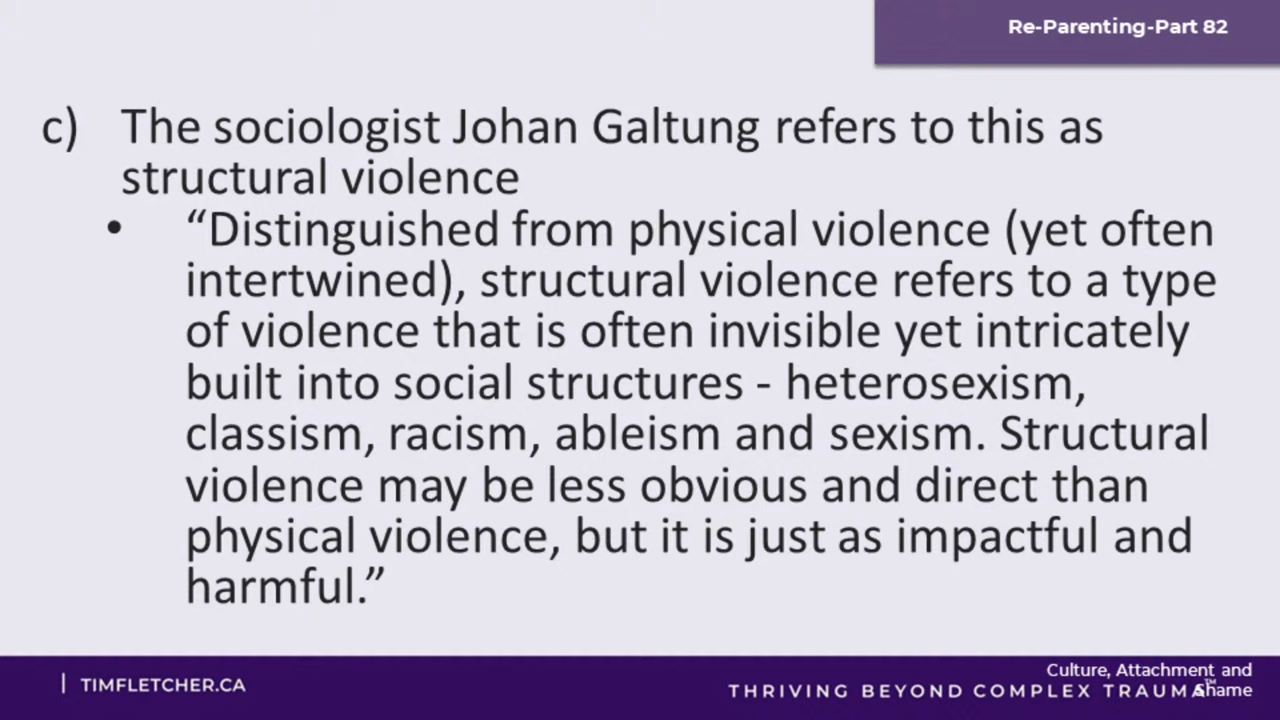 Re-Parenting-Part 82
c) The sociologist Johan Galtung refers to this as
structural violence
• “Distinguished from physical violence (yet often
intertwined), structural violence refers to a type
of violence that is often invisible yet intricately
built into social structures - heterosexism,
classism, racism, ableism and sexism. Structural
violence may be less obvious and direct than
physical violence, but it is just as impactful and
harmful.”
| TIMFLETCHER.CA
Culture, Attachment and
Shame
THRIVING BEYOND COMPLEX TRAUMA™